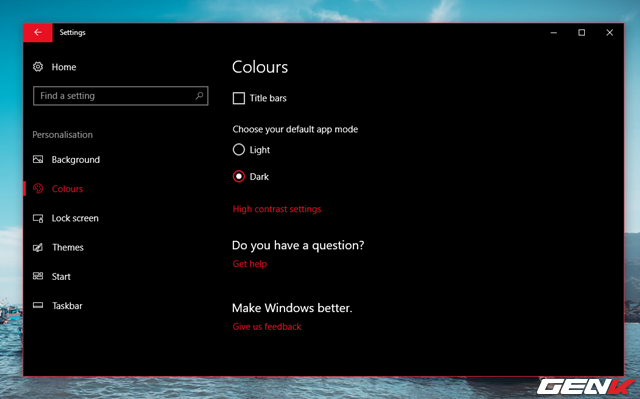 Settings
Home
Find a setting
Personalisation
Background
Colours
Lock screen
Themes
Start
Taskbar
Colours
Title bars
Choose your default app mode
Light
Dark
High contrast settings
Do you have a question?
Get help
Make Windows better.
Give us feedback
GENK